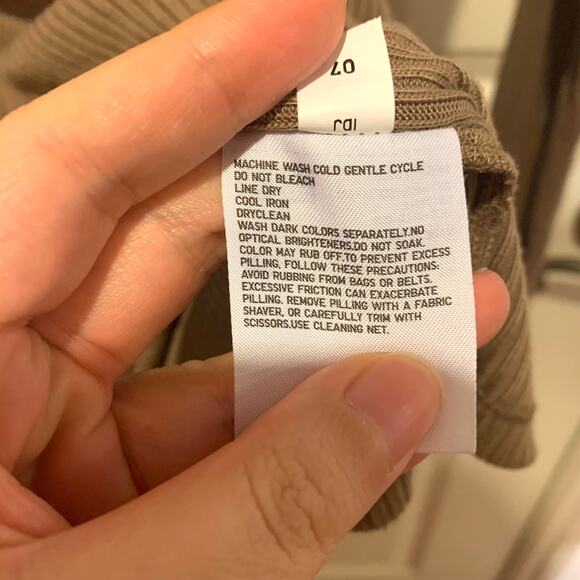 MACHINE WASH COLD GENTLE CYCLE
DO NOT BLEACH
LINE DRY
COOL IRON
DRYCLEAN
WASH DARK COLORS SEPARATELY.NO
OPTICAL BRIGHTENERS.DO NOT SOAK.
COLOR MAY RUB OFF.TO PREVENT EXCESS
PILLING, FOLLOW THESE PRECAUTIONS:
AVOID RUBBING FROM BAGS OR BELTS.
EXCESSIVE FRICTION CAN EXACERBATE
PILLING. REMOVE PILLING WITH A FABRIC
SHAVER, OR CAREFULLY TRIM WITH
SCISSORS.USE CLEANING NET.